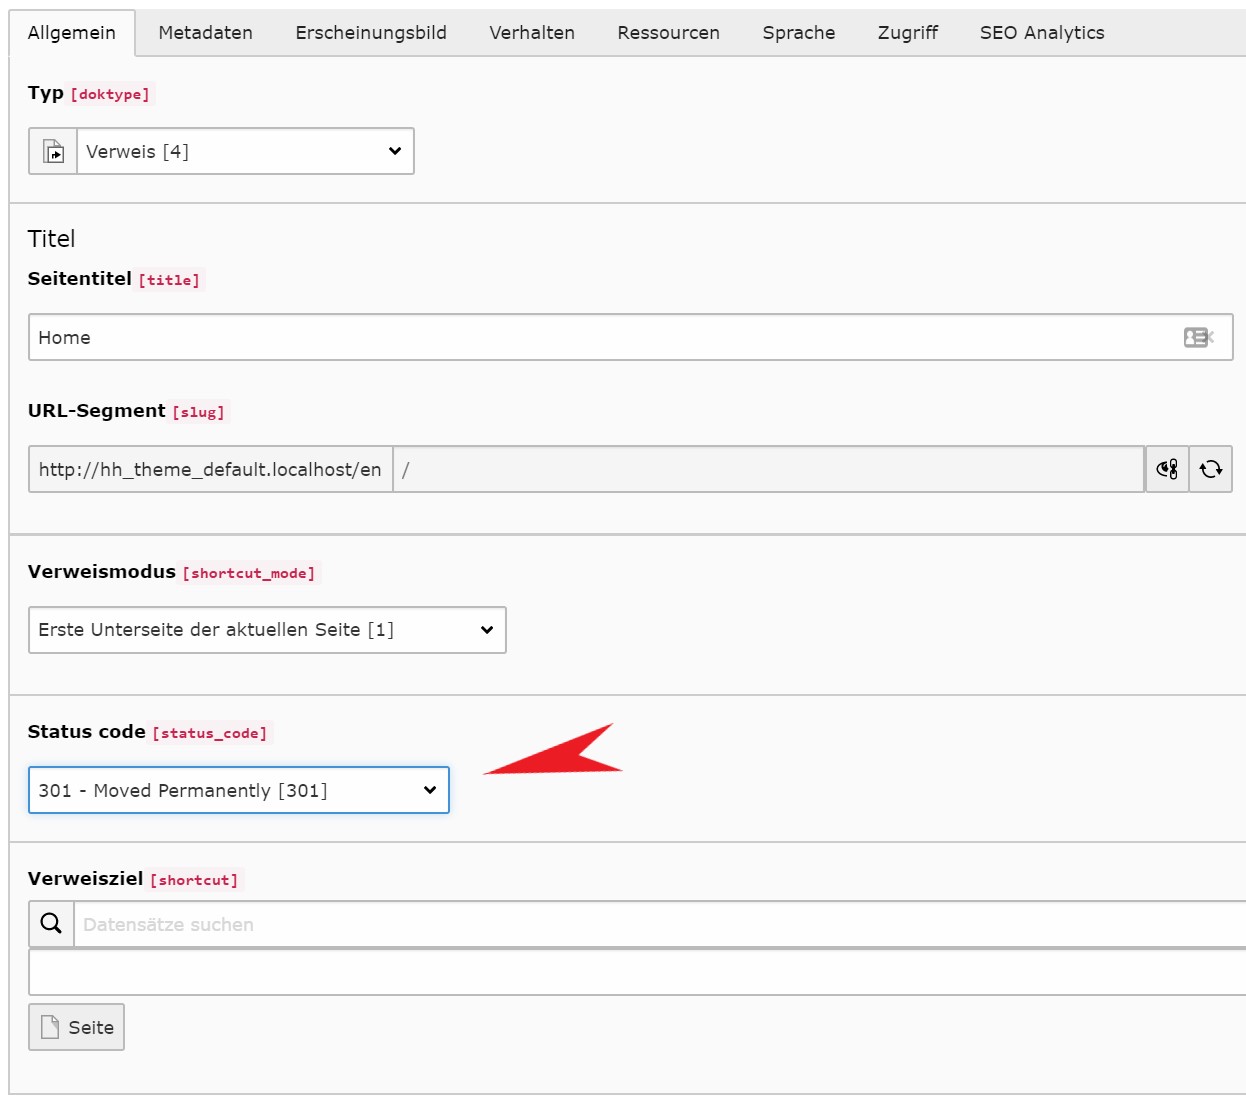 Allgemein Metadaten Erscheinungsbild Verhalten Ressourcen Sprache Zugriff SEO Analytics
Typ [doktype]
Verweis [4]
Titel
Seitentitel [title]
Home
URL-Segment [slug]
http://hh_theme_default.localhost/en /
Verweismodus [shortcut_mode]
Erste Unterseite der aktuellen Seite [1]
Status code [status_code]
301 - Moved Permanently [301]
Verweisziel [shortcut]
Datensätze suchen
Seite